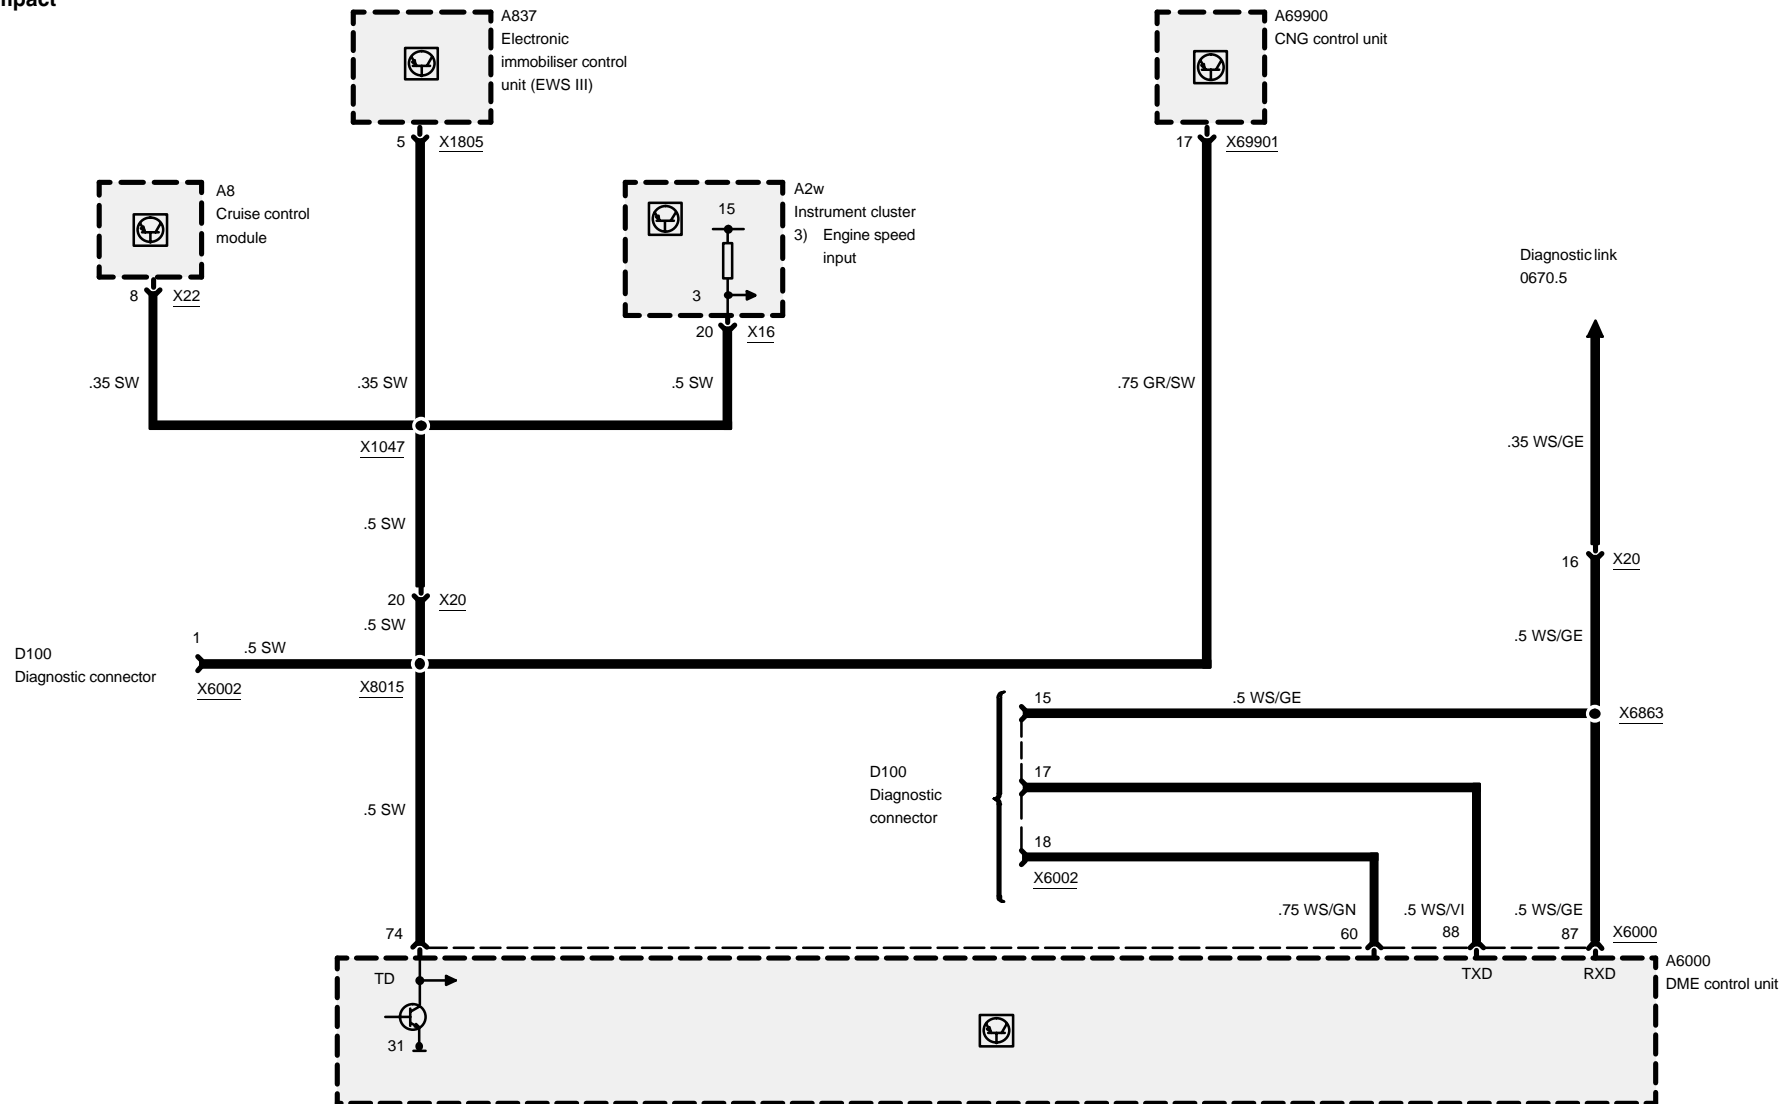 A837
Electronic
immobiliser control
unit (EWS III)
5 X1805
A69900
CNG control unit
17 X69901
A8
Cruise control
module
8 X22
A2w
Instrument cluster
3) Engine speed
input
15
3
20 X16
Diagnostic link
0670.5
.35 SW
.35 SW
.5 SW
.75 GR/SW
X1047
.35 WS/GE
.5 SW
16 X20
20 X20
.5 SW
.5 WS/GE
D100
Diagnostic connector
1
.5 SW
X6002
X8015
15
.5 WS/GE
X6863
D100
Diagnostic
connector
17
18
X6002
.5 SW
.75 WS/GN
.5 WS/VI
.5 WS/GE
74
60
88
87
X6000
A6000
DME control unit
TD
TXD
RXD
31